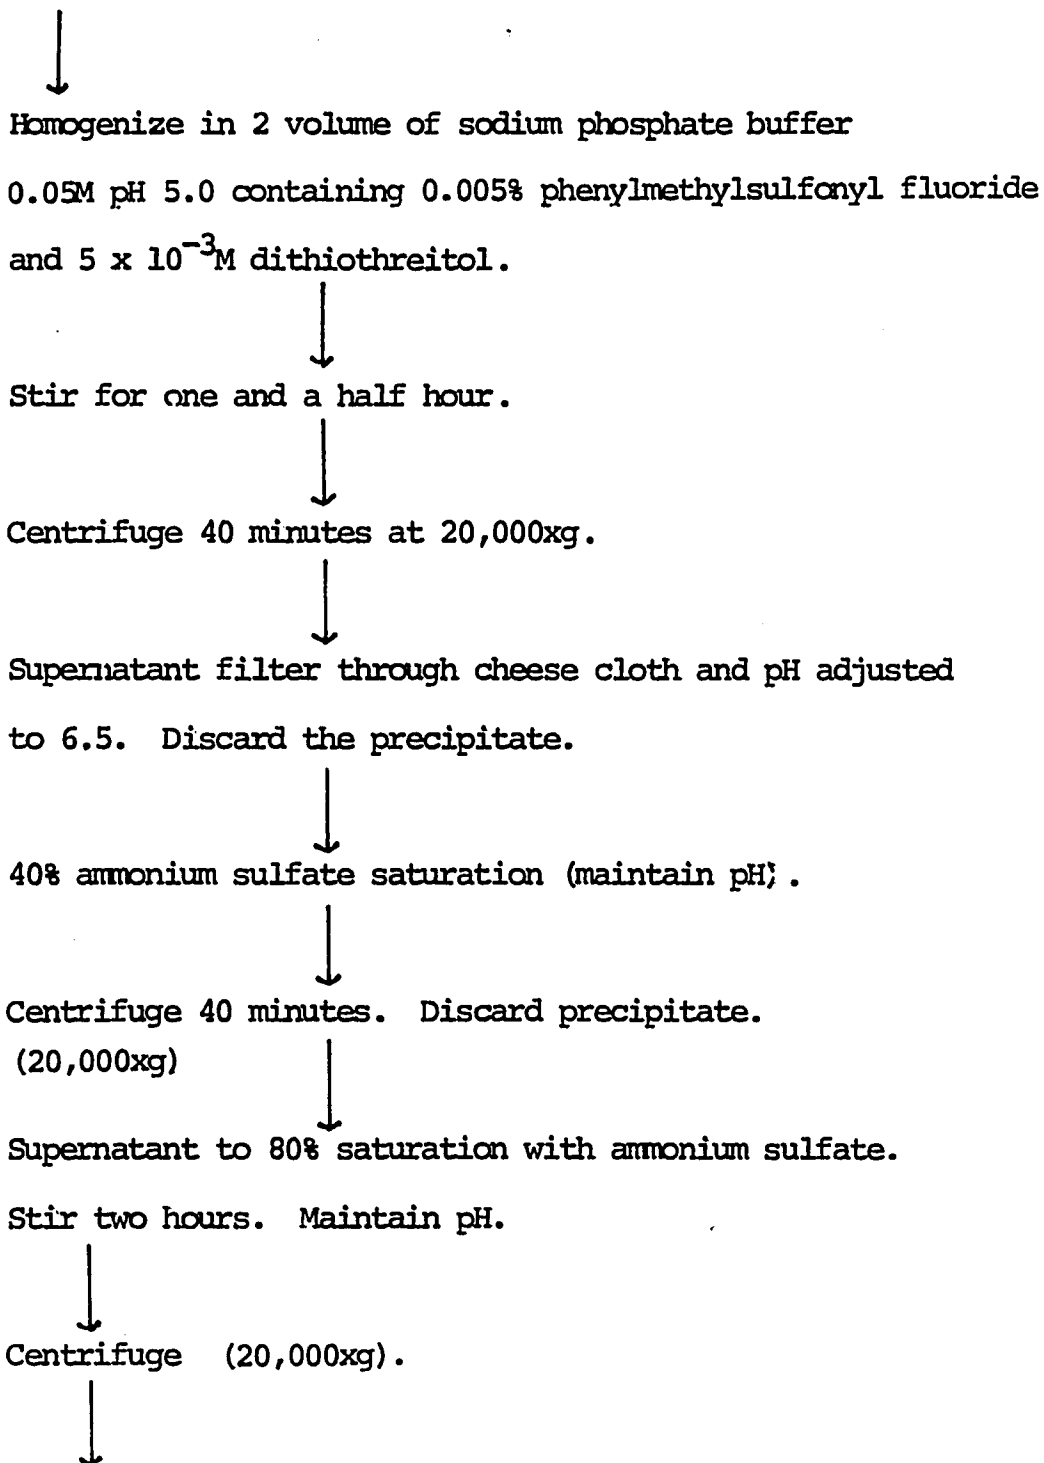 Homogenize in 2 volume of sodium phosphate buffer
0.05M pH 5.0 containing 0.005% phenylmethylsulfonyl fluoride
and 5 x 10⁻³M dithiothreitol.
Stir for one and a half hour.
Centrifuge 40 minutes at 20,000xg.
Supernatant filter through cheese cloth and pH adjusted
to 6.5. Discard the precipitate.
40% ammonium sulfate saturation (maintain pH).
Centrifuge 40 minutes. Discard precipitate.
(20,000xg)
Supernatant to 80% saturation with ammonium sulfate.
Stir two hours. Maintain pH.
Centrifuge (20,000xg).